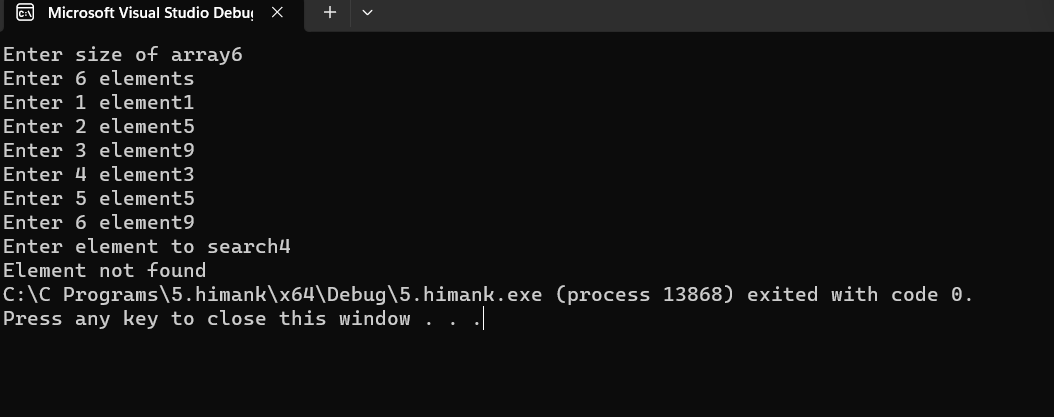 Microsoft Visual Studio Debu
Enter size of array6
Enter 6 elements
Enter 1 element1
Enter 2 element5
Enter 3 element9
Enter 4 element3
Enter 5 element5
Enter 6 element9
Enter element to search4
Element not found
C:\C Programs\5.himank\x64\Debug\5.himank.exe (process 13868) exited with code 0.
Press any key to close this window . . .